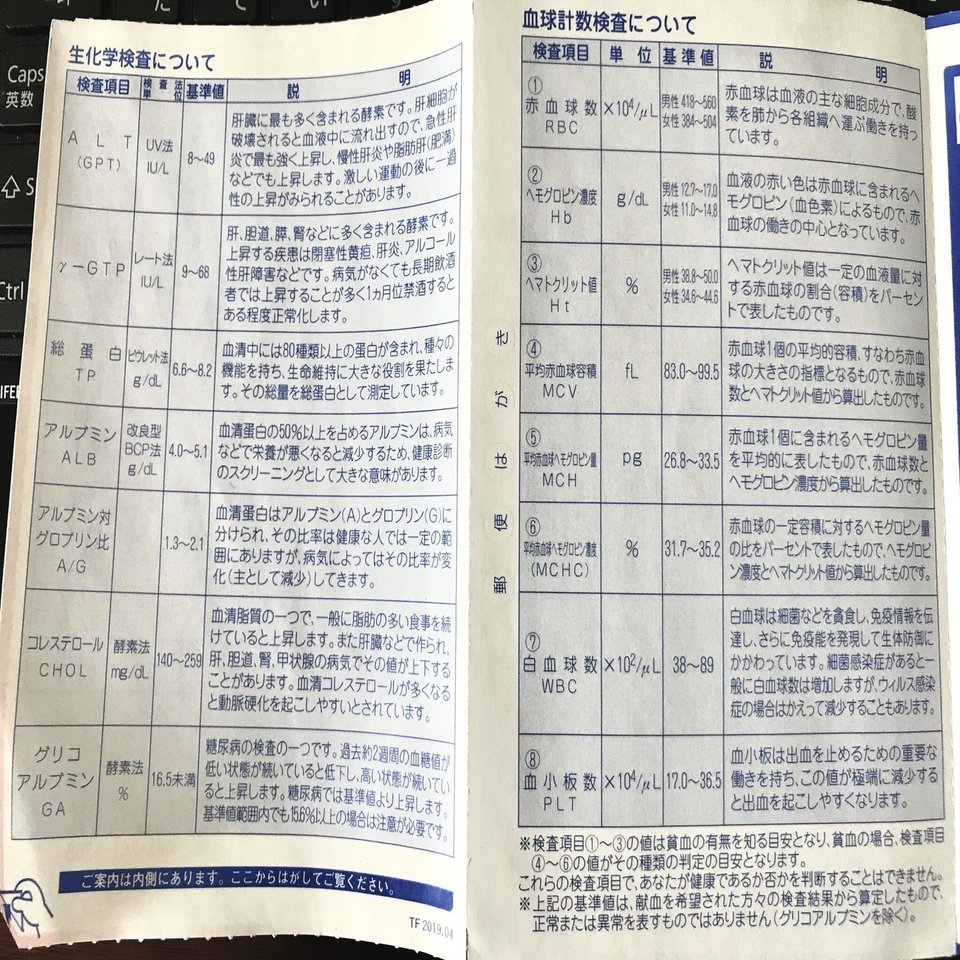 生化学検査について
検査項目 検査法 単位 基準値 説明
ALT
(GPT)
UV法
IU/L
8～49
肝臓に最も多く含まれる酵素です。肝細胞が
破壊されると血液中に流れ出すので、急性肝
炎で最も強く上昇し、慢性肝炎や脂肪肝(肥満)
などでも上昇します。激しい運動の後に一過
性の上昇がみられることがあります。
γ-GTP
レート法
IU/L
9～68
肝、胆道、膵、腎などに多く含まれる酵素です。
上昇する疾患は閉塞性黄疸、肝炎、アルコール
性肝障害などです。病気がなくても長期飲酒
者では上昇することが多く1ヵ月位禁酒すると
ある程度正常化します。
総蛋白
TP
ビウレット法
g/dL
6.6～8.2
血清中には80種類以上の蛋白が含まれ、種々の
機能を持ち、生命維持に大きな役割を果たしま
す。その総量を総蛋白として測定しています。
アルブミン
ALB
改良型
BCP法
g/dL
4.0～5.1
血清蛋白の50%以上を占めるアルブミンは、病気
などで栄養が悪くなると減少するため、健康診断
のスクリーニングとして大きな意味があります。
アルブミン対
グロブリン比
A/G
1.3～2.1
血清蛋白はアルブミン(A)とグロブリン(G)に
分けられ、その比率は健康な人では一定の範
囲にありますが、病気によってはその比率が変
化(主として減少)してきます。
コレステロール
CHOL
酵素法
mg/dL
140～259
血清脂質の一つで、一般に脂肪の多い食事を続
けていると上昇します。また肝臓などで作られ、
肝、胆道、腎、甲状腺の病気でその値が上下する
ことがあります。血清コレステロールが多くなる
と動脈硬化を起こしやすいとされています。
グリコ
アルブミン
GA
酵素法
%
16.5未満
糖尿病の検査の一つです。過去約2週間の血糖値が
低い状態が続いていると低下し、高い状態が続いてい
ると上昇します。糖尿病では基準値より上昇します。
基準値範囲内でも15.6%以上の場合は注意が必要です。
ご案内は内側にあります。ここからはがしてご覧ください。
TF 2019.04
郵便はがき
血球計数検査について
検査項目 単位 基準値 説明
①
赤血球数
RBC
×10⁴/μL
男性 418～560
女性 384～504
赤血球は血液の主な細胞成分で、酸
素を肺から各組織へ運ぶ働きを持っ
ています。
②
ヘモグロビン濃度
Hb
g/dL
男性 12.7～17.0
女性 11.0～14.8
血液の赤い色は赤血球に含まれるヘ
モグロビン(血色素)によるもので、赤
血球の働きの中心となっています。
③
ヘマトクリット値
Ht
%
男性 38.8～50.0
女性 34.6～44.6
ヘマトクリット値は一定の血液量に対
する赤血球の割合(容積)をパーセン
トで表したものです。
④
平均赤血球容積
MCV
fL
83.0～99.5
赤血球1個の平均的容積、すなわち赤血
球の大きさの指標となるもので、赤血球
数とヘマトクリット値から算出したものです。
⑤
平均赤血球ヘモグロビン量
MCH
pg
26.8～33.5
赤血球1個に含まれるヘモグロビン量
を平均的に表したもので、赤血球数と
ヘモグロビン濃度から算出したものです。
⑥
平均赤血球ヘモグロビン濃度
(MCHC)
%
31.7～35.2
赤血球の一定容積に対するヘモグロビン量
の比をパーセントで表したもので、ヘモグロビ
ン濃度とヘマトクリット値から算出したものです。
⑦
白血球数
WBC
×10²/μL
38～89
白血球は細菌などを貪食し、免疫情報を伝
達し、さらに免疫能を発現して生体防御に
かかわっています。細菌感染症があると一
般に白血球数は増加しますが、ウィルス感染
症の場合はかえって減少することもあります。
⑧
血小板数
PLT
×10⁴/μL
17.0～36.5
血小板は出血を止めるための重要な
働きを持ち、この値が極端に減少する
と出血を起こしやすくなります。
※検査項目①～③の値は貧血の有無を知る目安となり、貧血の場合、検査項目
④～⑥の値がその種類の判定の目安となります。
これらの検査項目で、あなたが健康であるか否かを判断することはできません。
※上記の基準値は、献血を希望された方々の検査結果から算定したもので、
正常または異常を表すものではありません(グリコアルブミンを除く)。
Caps
英数
⇧ S
Ctrl